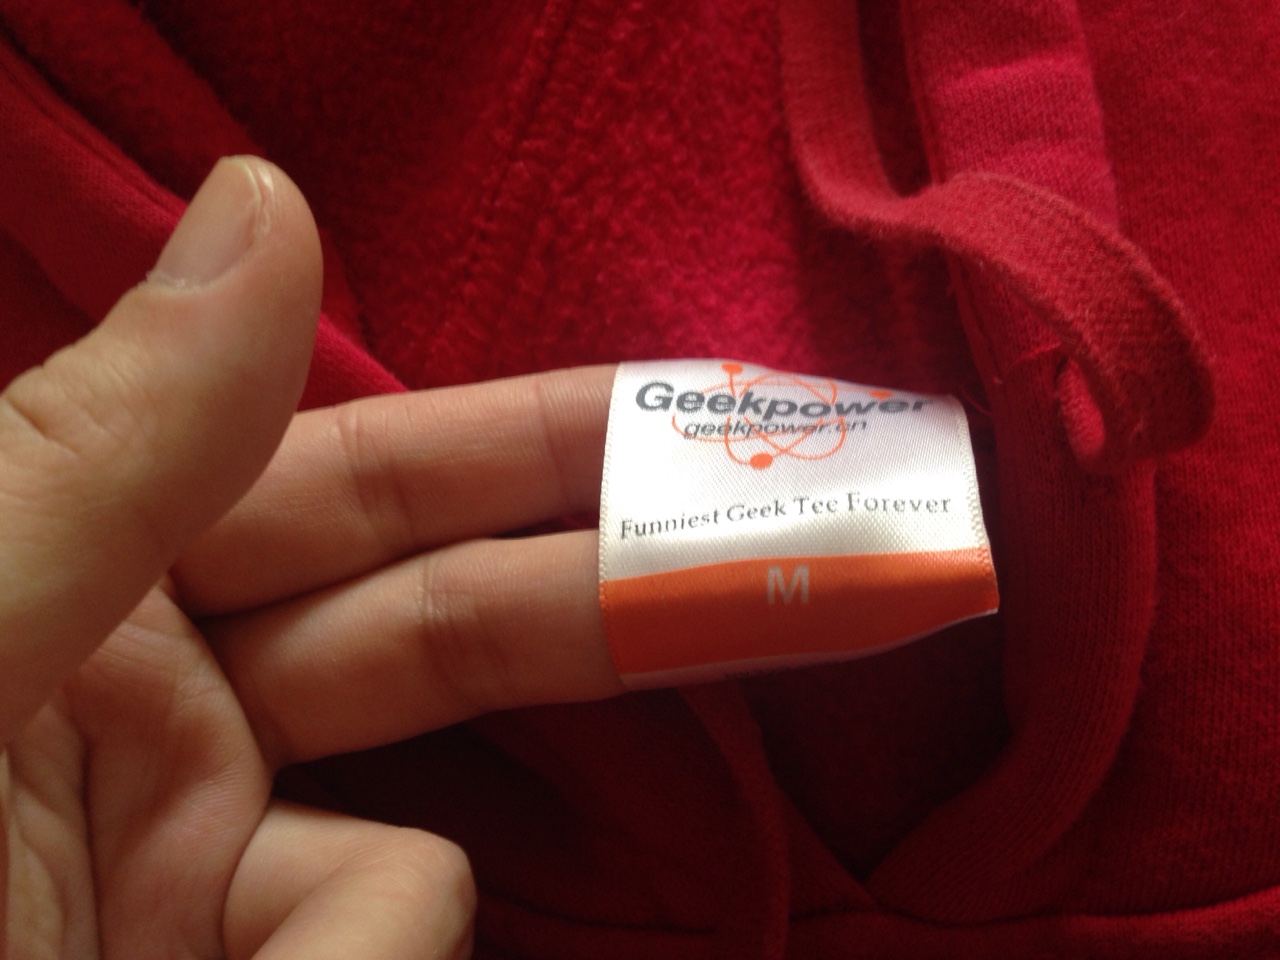 Geekpower
geekpower.cn
Funniest Geek Tee Forever
M